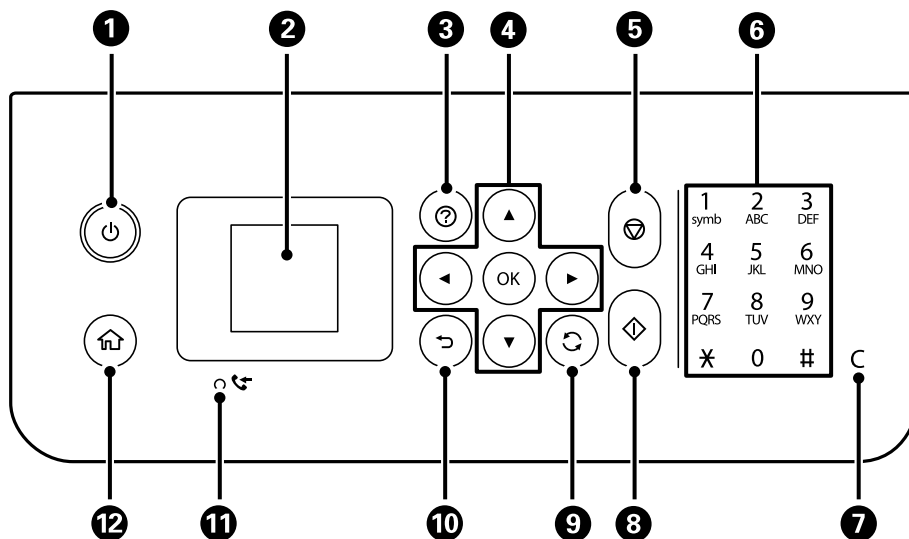 1 2 3 4 5 6
?
OK
1 2 3
symb ABC DEF
4 5 6
GHI JKL MNO
7 8 9
PQRS TUV WXY
* 0 #
C
12 11 10 9 8 7